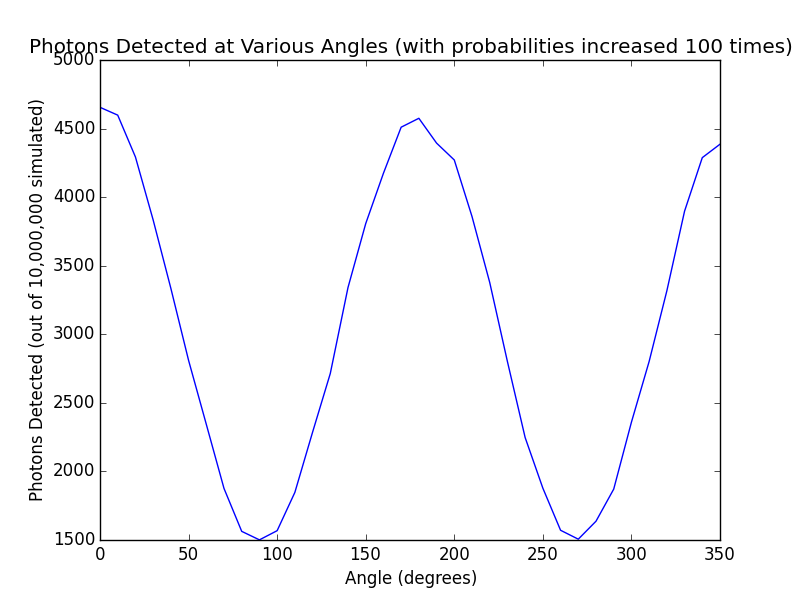 Photons Detected at Various Angles (with probabilities increased 100 times)
5000
4500
4000
3500
3000
2500
2000
1500
Photons Detected (out of 10,000,000 simulated)
0 50 100 150 200 250 300 350
Angle (degrees)